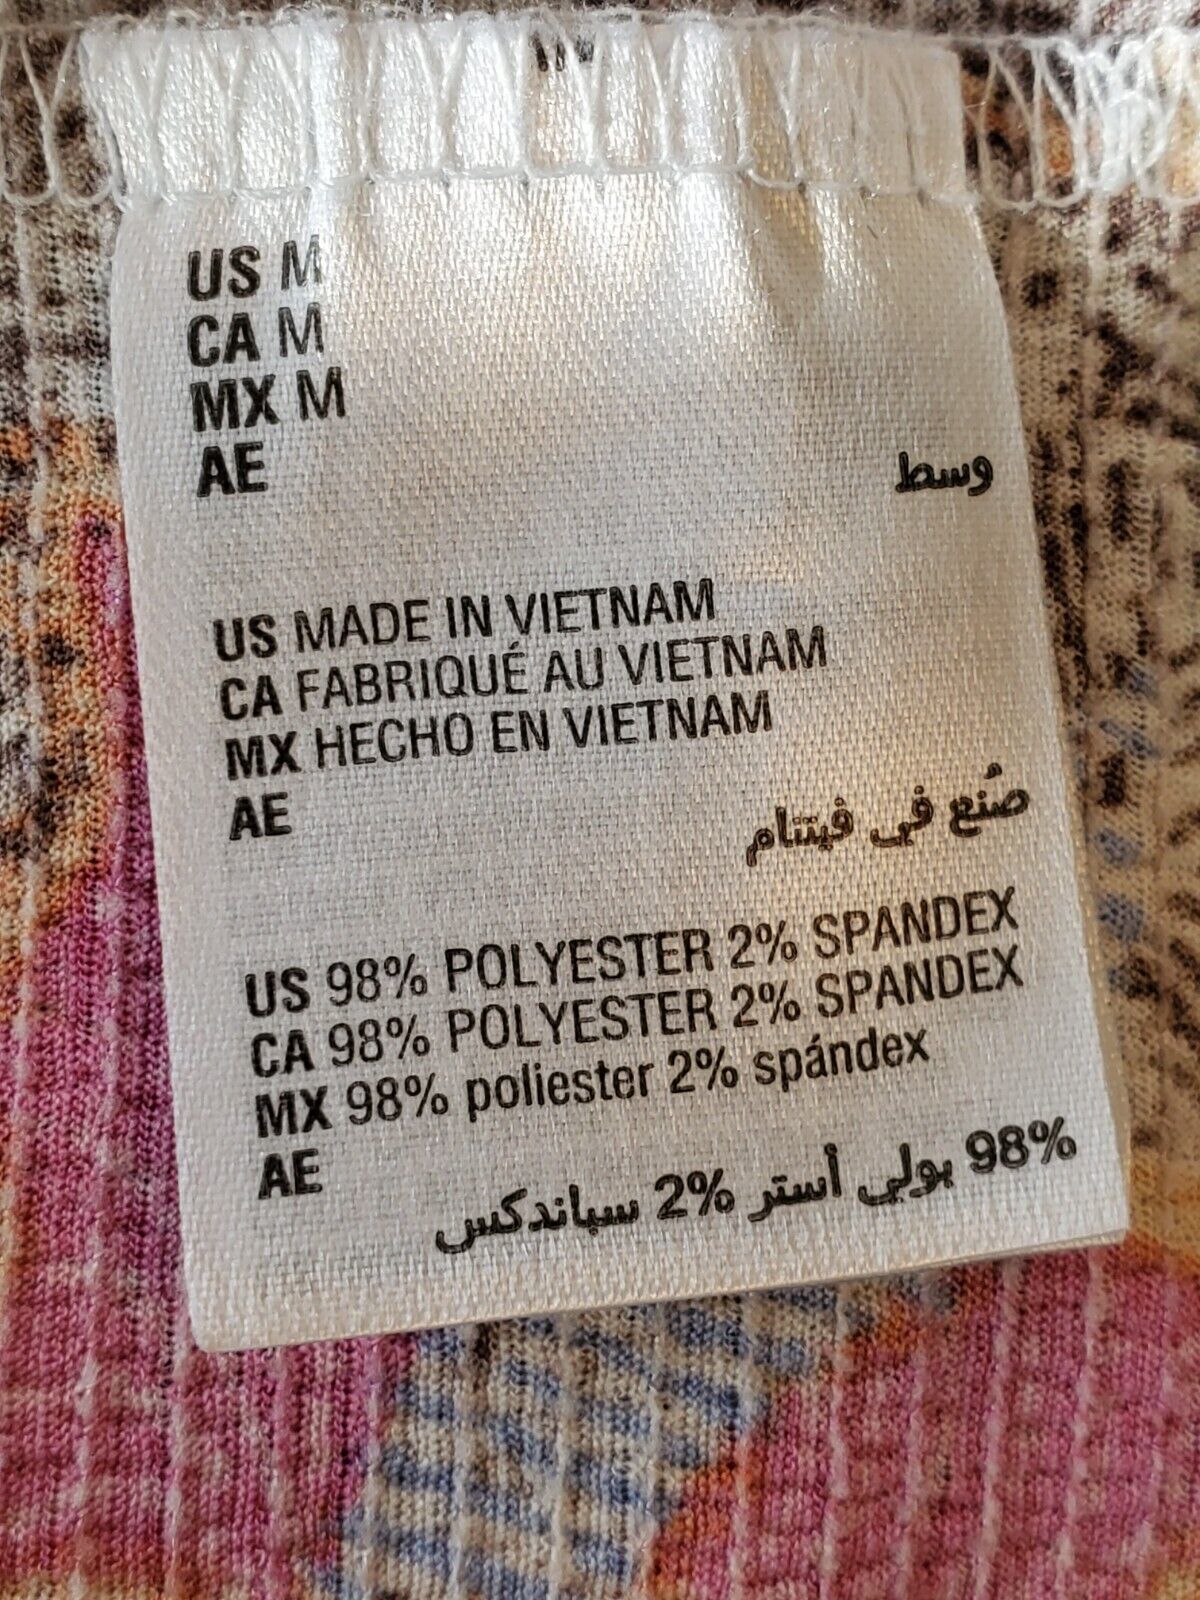 US M
CA M
MX M
AE وسط
US MADE IN VIETNAM
CA FABRIQUÉ AU VIETNAM
MX HECHO EN VIETNAM
AE صُنع في فيتنام
US 98% POLYESTER 2% SPANDEX
CA 98% POLYESTER 2% SPANDEX
MX 98% poliester 2% spándex
AE 98% بولي أستر 2% سباندكس